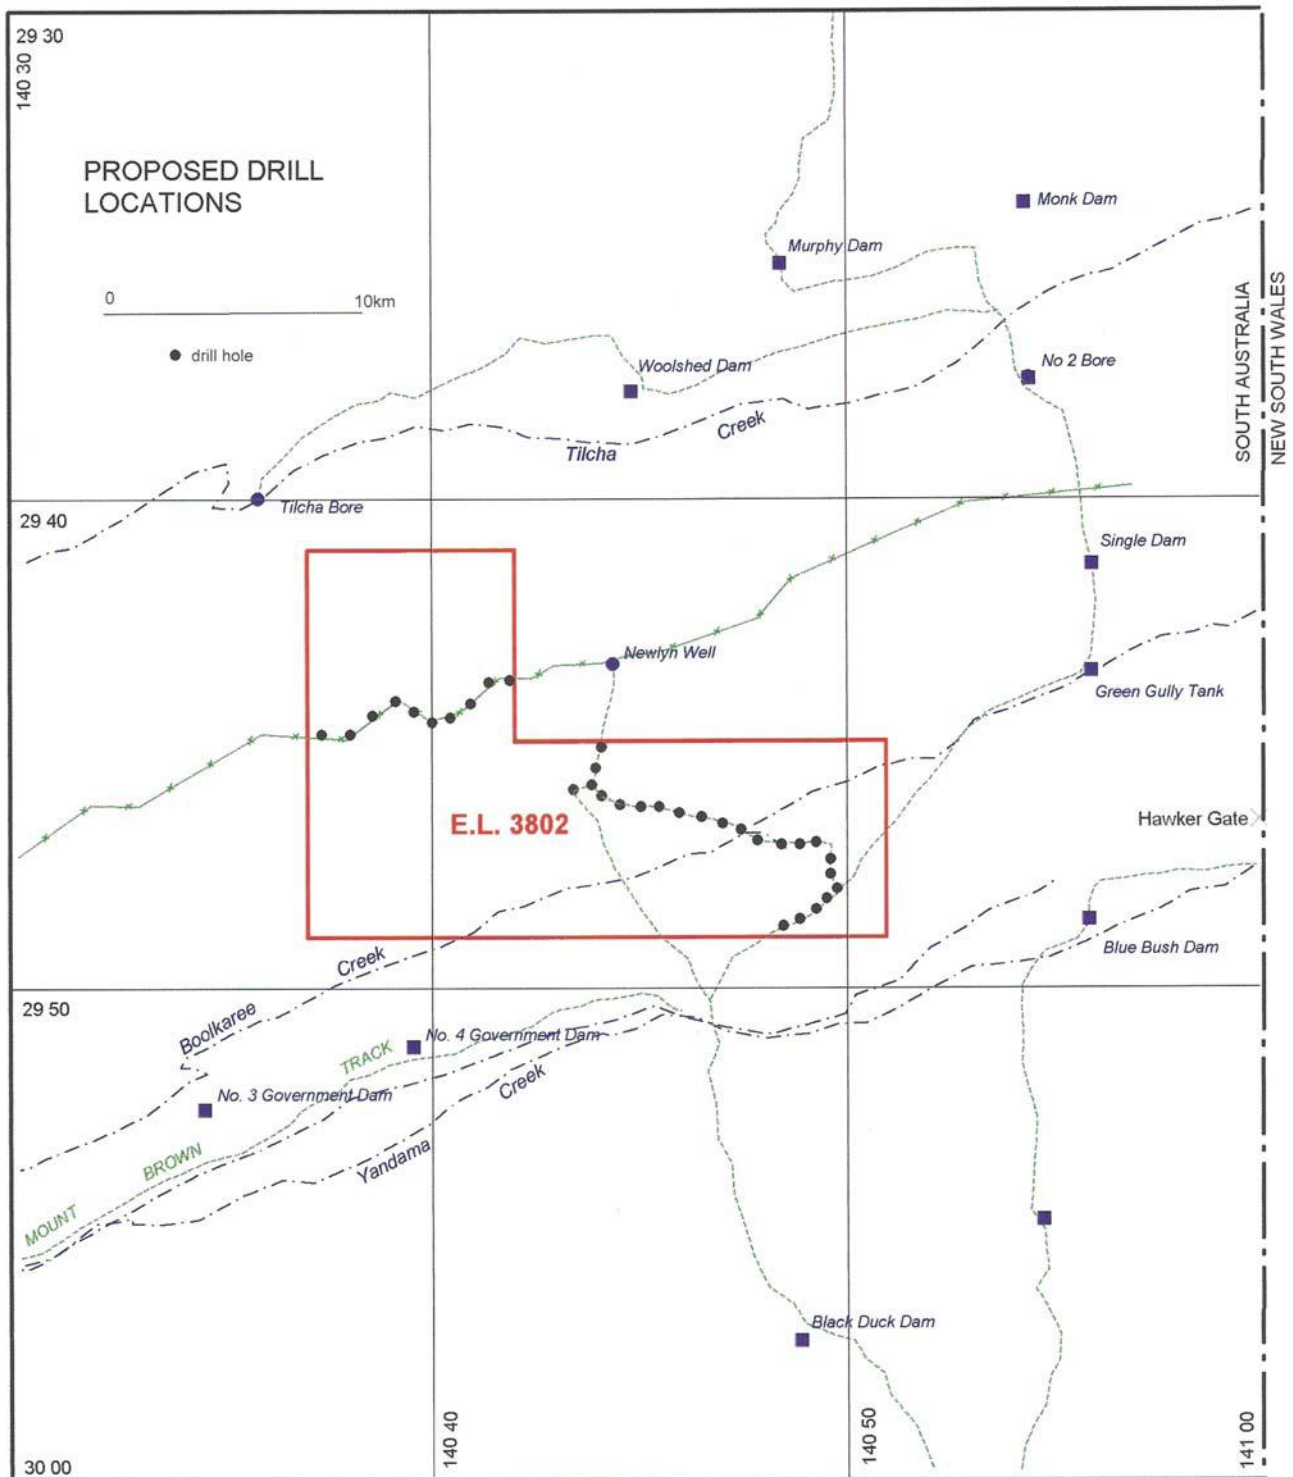 29 30
140 30
PROPOSED DRILL
LOCATIONS
0 10km
drill hole
Monk Dam
Murphy Dam
SOUTH AUSTRALIA
NEW SOUTH WALES
Woolshed Dam
No 2 Bore
Creek
Tilcha
Tilcha Bore
29 40
Single Dam
Newlyn Well
Green Gully Tank
E.L. 3802
Hawker Gate
Blue Bush Dam
Creek
Boolkaree
29 50
No. 4 Government Dam
TRACK
Creek
No. 3 Government Dam
BROWN
Yandama
MOUNT
Black Duck Dam
140 40
140 50
141 00
30 00